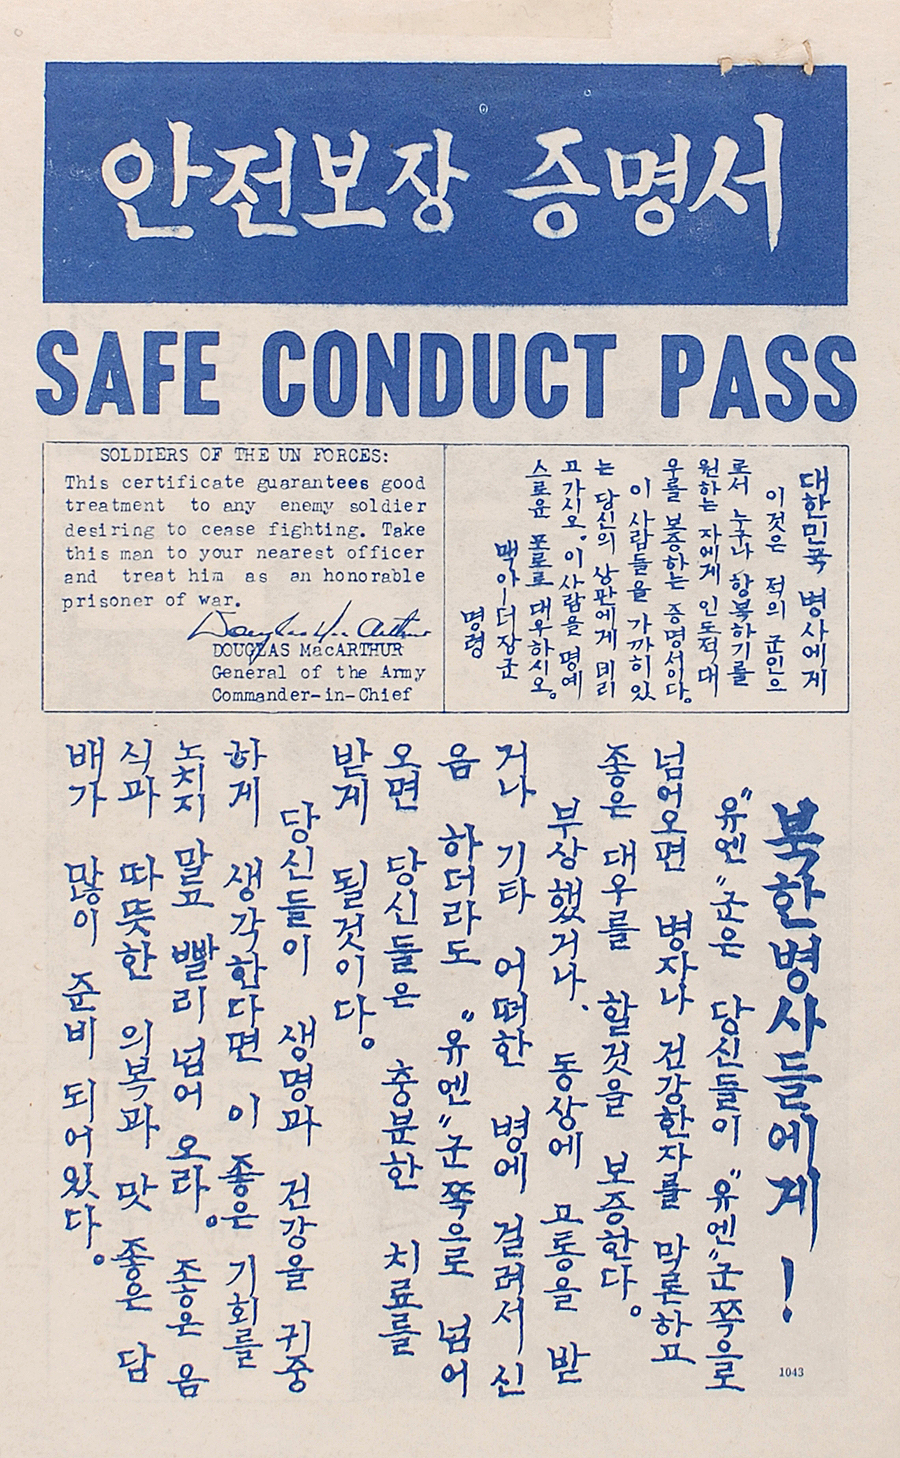 안전보장 증명서
SAFE CONDUCT PASS
SOLDIERS OF THE UN FORCES:
This certificate guarantees good
treatment to any enemy soldier
desiring to cease fighting. Take
this man to your nearest officer
and treat him as an honorable
prisoner of war.
Douglas MacArthur
DOUGLAS MacARTHUR
General of the Army
Commander-in-Chief
대한민국 병사에게
이것은 적의 군인으
로서 누구나 항복하기를
원하는 자에게 인도적대
우를 보증하는 증명서이다。
이 사람들을 가까히 있
는 당신의 상관에게 데리
고가시오。이 사람을 명예
스로운 포로로 대우하시오。
맥아-더장군
명령
북한병사들에게!
“유엔„군은 당신들이 “유엔„군쪽으로
넘어오면 병자나 건강한자를 막론하고
좋은 대우를 할것을 보증한다。
부상했거나、 동상에 고통을 받
거나 기타 어떠한 병에 걸려서 신
음 하더라도 “유엔„군쪽으로 넘어
오면 당신들은 충분한 치료를
받게 될것이다。
당신들이 생명과 건강을 귀중
하게 생각한다면 이 좋은 기회를
노치지 말고 빨리 넘어 오라。 좋은 음
식과 따뜻한 의복과 맛 좋은 담
배가 많이 준비 되어있다。
1043